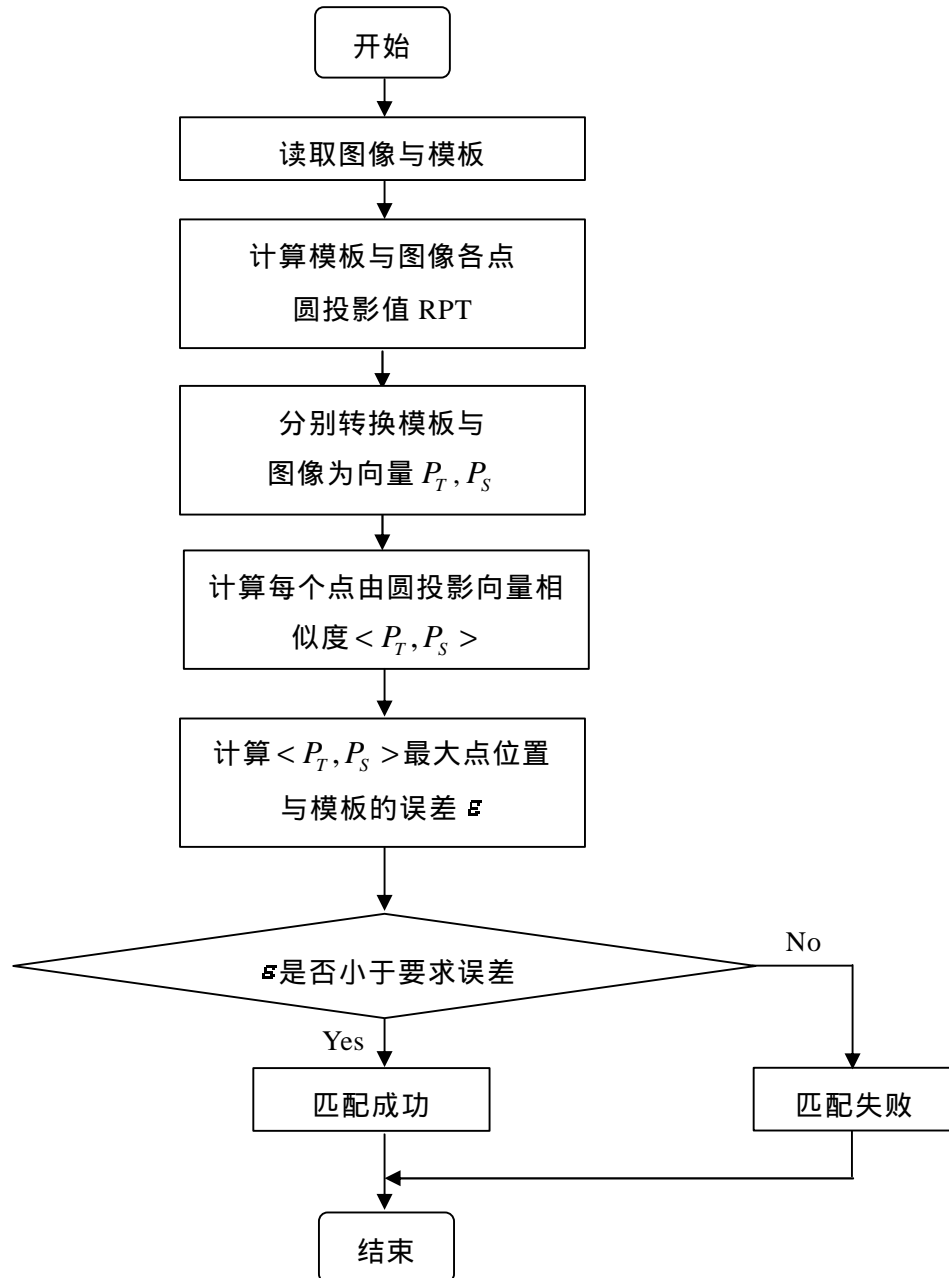 开始
读取图像与模板
计算模板与图像各点
圆投影值 RPT
分别转换模板与
图像为向量 P_T , P_S
计算每个点由圆投影向量相
似度 < P_T , P_S >
计算 < P_T , P_S > 最大点位置
与模板的误差 ε
ε是否小于要求误差
No
Yes
匹配成功
匹配失败
结束